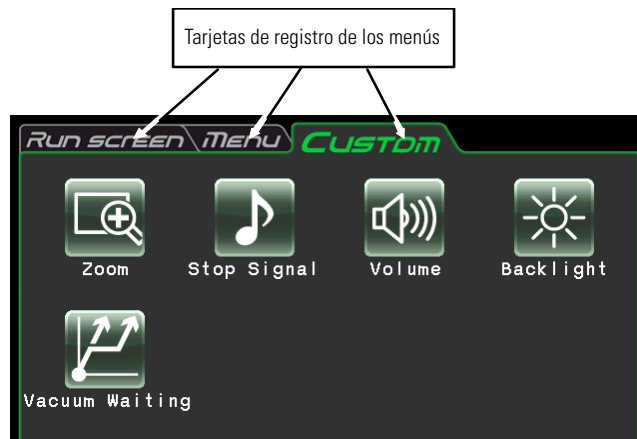 Tarjetas de registro de los menús
Run screen Menu Custom
Zoom Stop Signal Volume Backlight
Vacuum Waiting